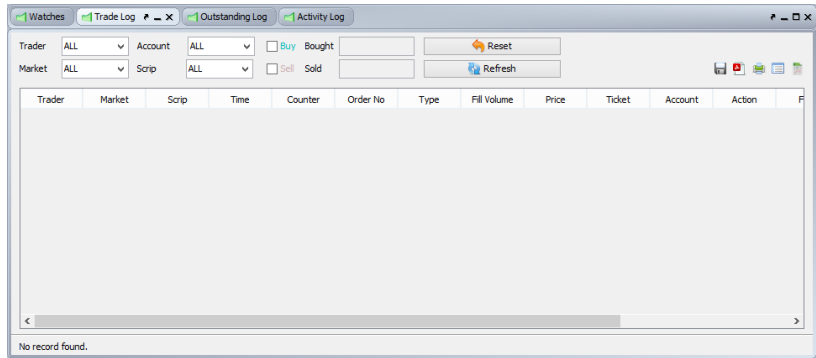 Watches Trade Log Outstanding Log Activity Log
Trader ALL Account ALL Buy Bought Reset
Market ALL Scrip ALL Sell Sold Refresh
Trader Market Scrip Time Counter Order No Type Fill Volume Price Ticket Account Action F
No record found.